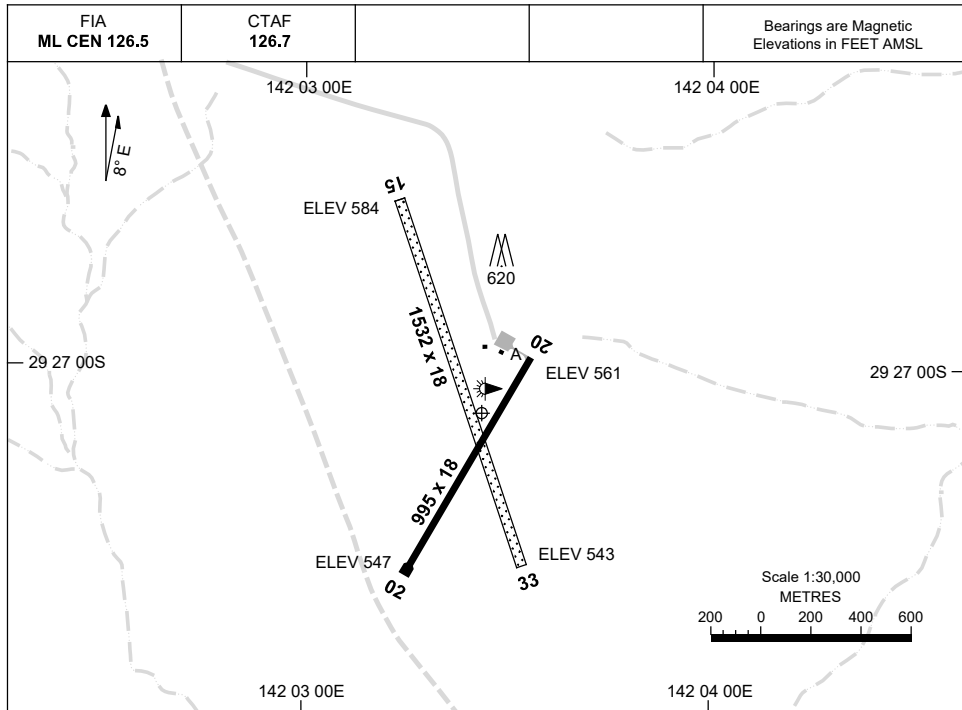 FIA
ML CEN 126.5
CTAF
126.7
Bearings are Magnetic
Elevations in FEET AMSL
142 03 00E
142 04 00E
8° E
15
ELEV 584
620
1532 x 18
20
A
29 27 00S
ELEV 561
29 27 00S
995 x 18
ELEV 547
ELEV 543
02
33
Scale 1:30,000
METRES
200 0 200 400 600
142 03 00E
142 04 00E